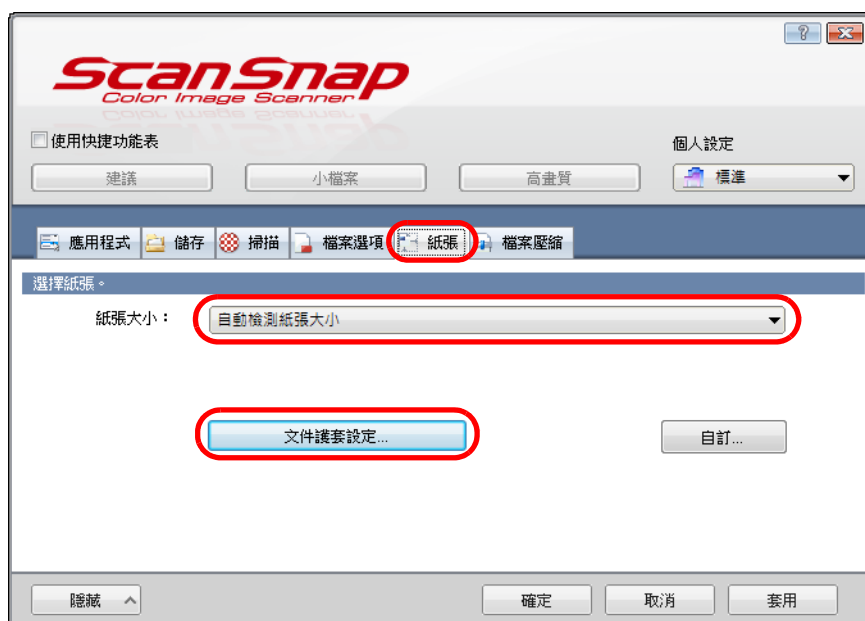 ScanSnap
Color Image Scanner
使用快捷功能表
個人設定
建議 小檔案 高畫質 標準
應用程式 儲存 掃描 檔案選項 紙張 檔案壓縮
選擇紙張。
紙張大小： 自動檢測紙張大小
文件護套設定... 自訂...
隱藏 確定 取消 套用